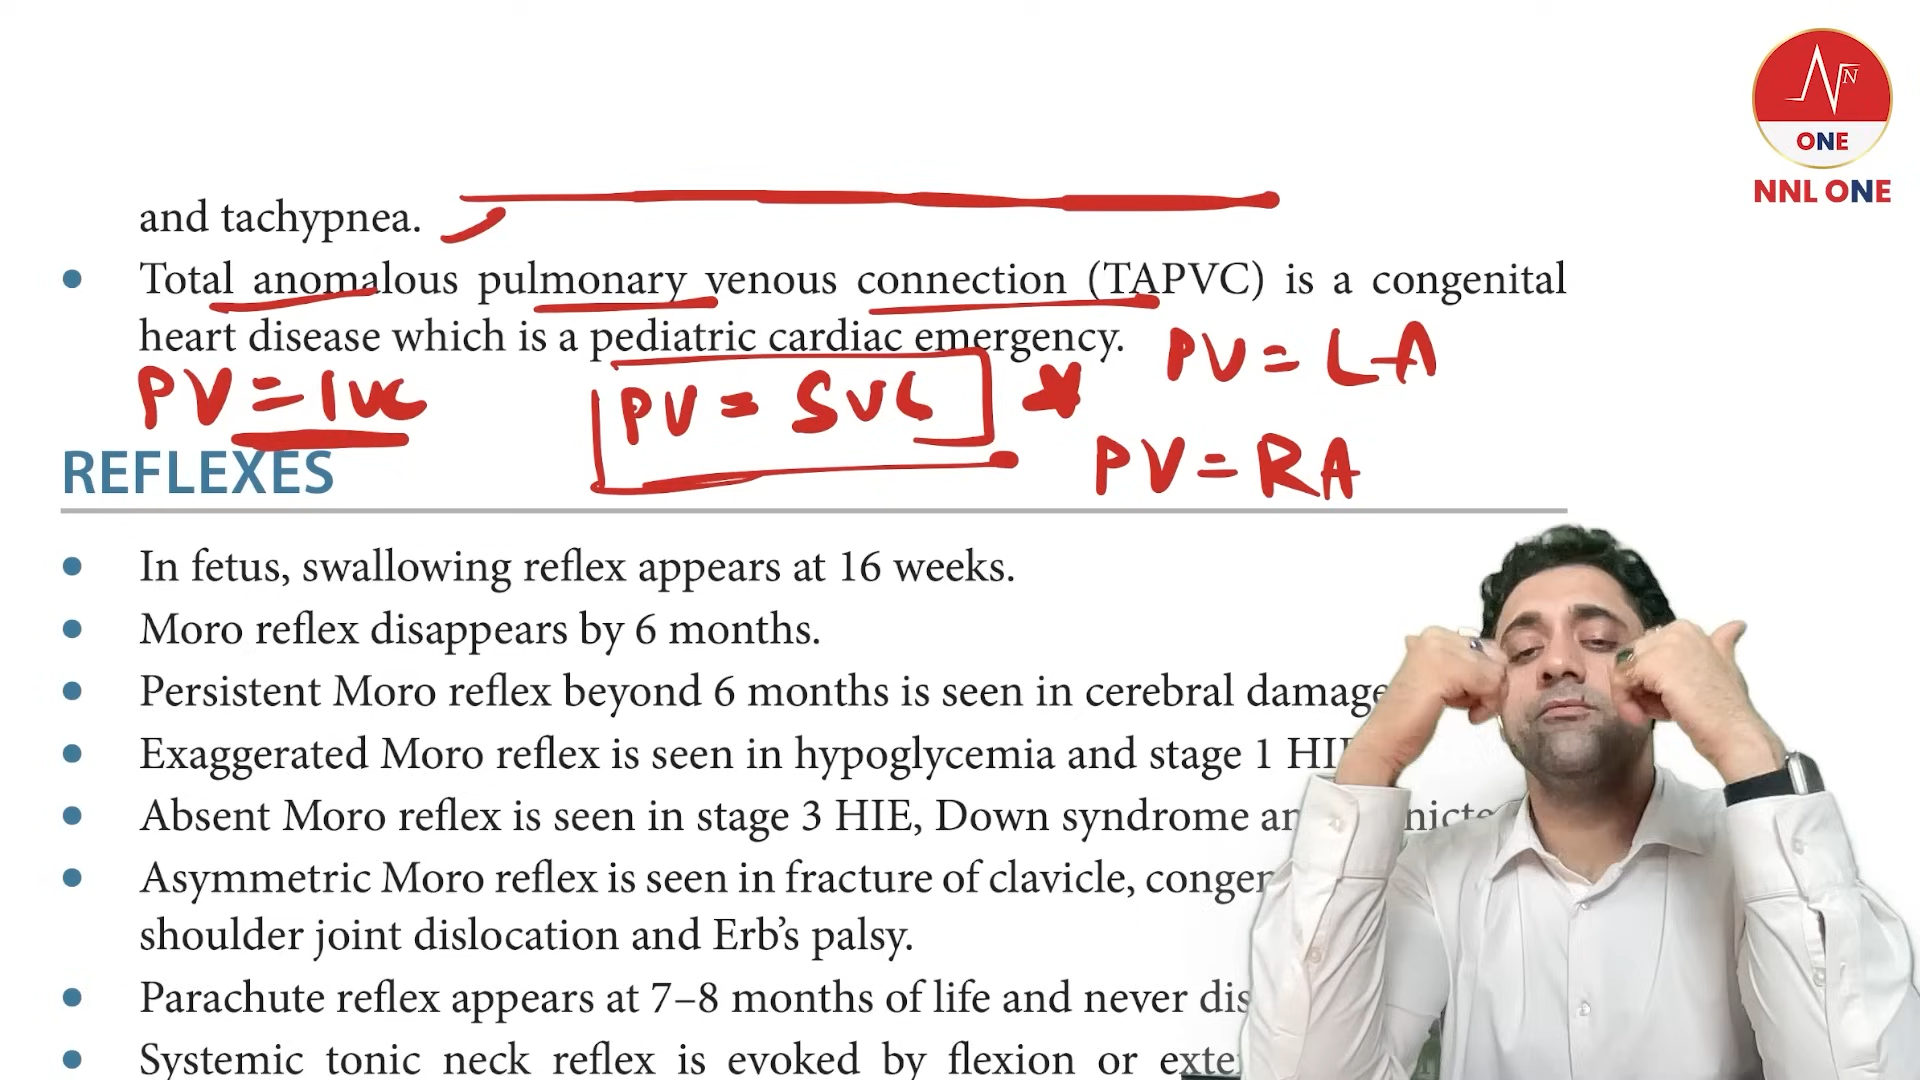 N
ONE
NNL ONE
and tachypnea.
Total anomalous pulmonary venous connection (TAPVC) is a congenital
heart disease which is a pediatric cardiac emergency.
PV = LA
PV = IVC
PV = SVC
PV = RA
REFLEXES
In fetus, swallowing reflex appears at 16 weeks.
Moro reflex disappears by 6 months.
Persistent Moro reflex beyond 6 months is seen in cerebral damage
Exaggerated Moro reflex is seen in hypoglycemia and stage 1
Absent Moro reflex is seen in stage 3 HIE, Down syndrome
Asymmetric Moro reflex is seen in fracture of clavicle,
shoulder joint dislocation and Erb’s palsy.
Parachute reflex appears at 7–8 months of life and never
Systemic tonic neck reflex is evoked by flexion or